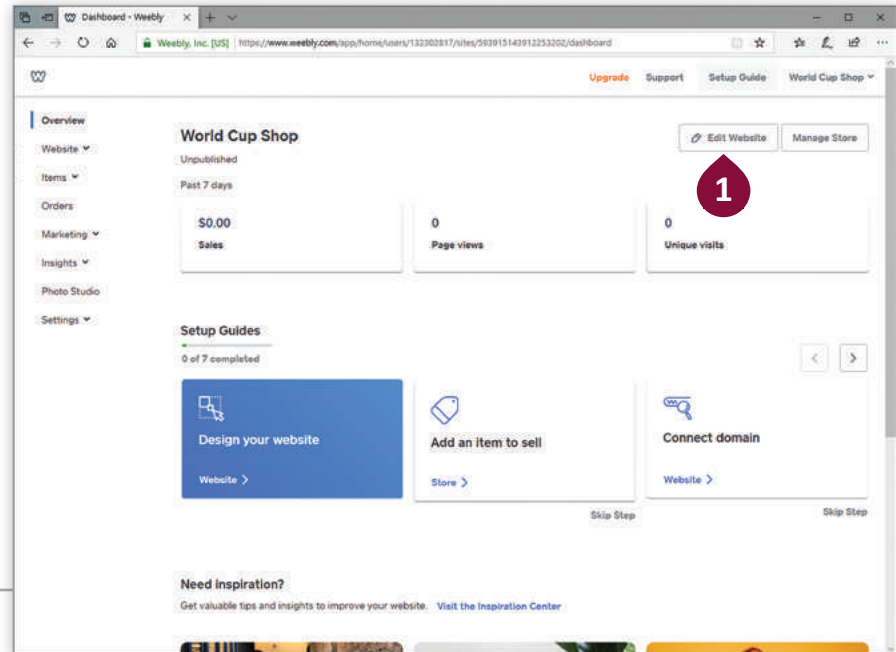 Dashboard - Weebly
Weebly, Inc. [US] https://www.weebly.com/app/home/users/132302817/sites/593915143912253202/dashboard
Upgrade Support Setup Guide World Cup Shop
Overview
Website
Items
Orders
Marketing
Insights
Photo Studio
Settings
World Cup Shop
Unpublished
Edit Website Manage Store
1
Past 7 days
$0.00
Sales
0
Page views
0
Unique visits
Setup Guides
0 of 7 completed
Design your website
Website
Add an item to sell
Store
Skip Step
Connect domain
Website
Skip Step
Need inspiration?
Get valuable tips and insights to improve your website. Visit the Inspiration Center